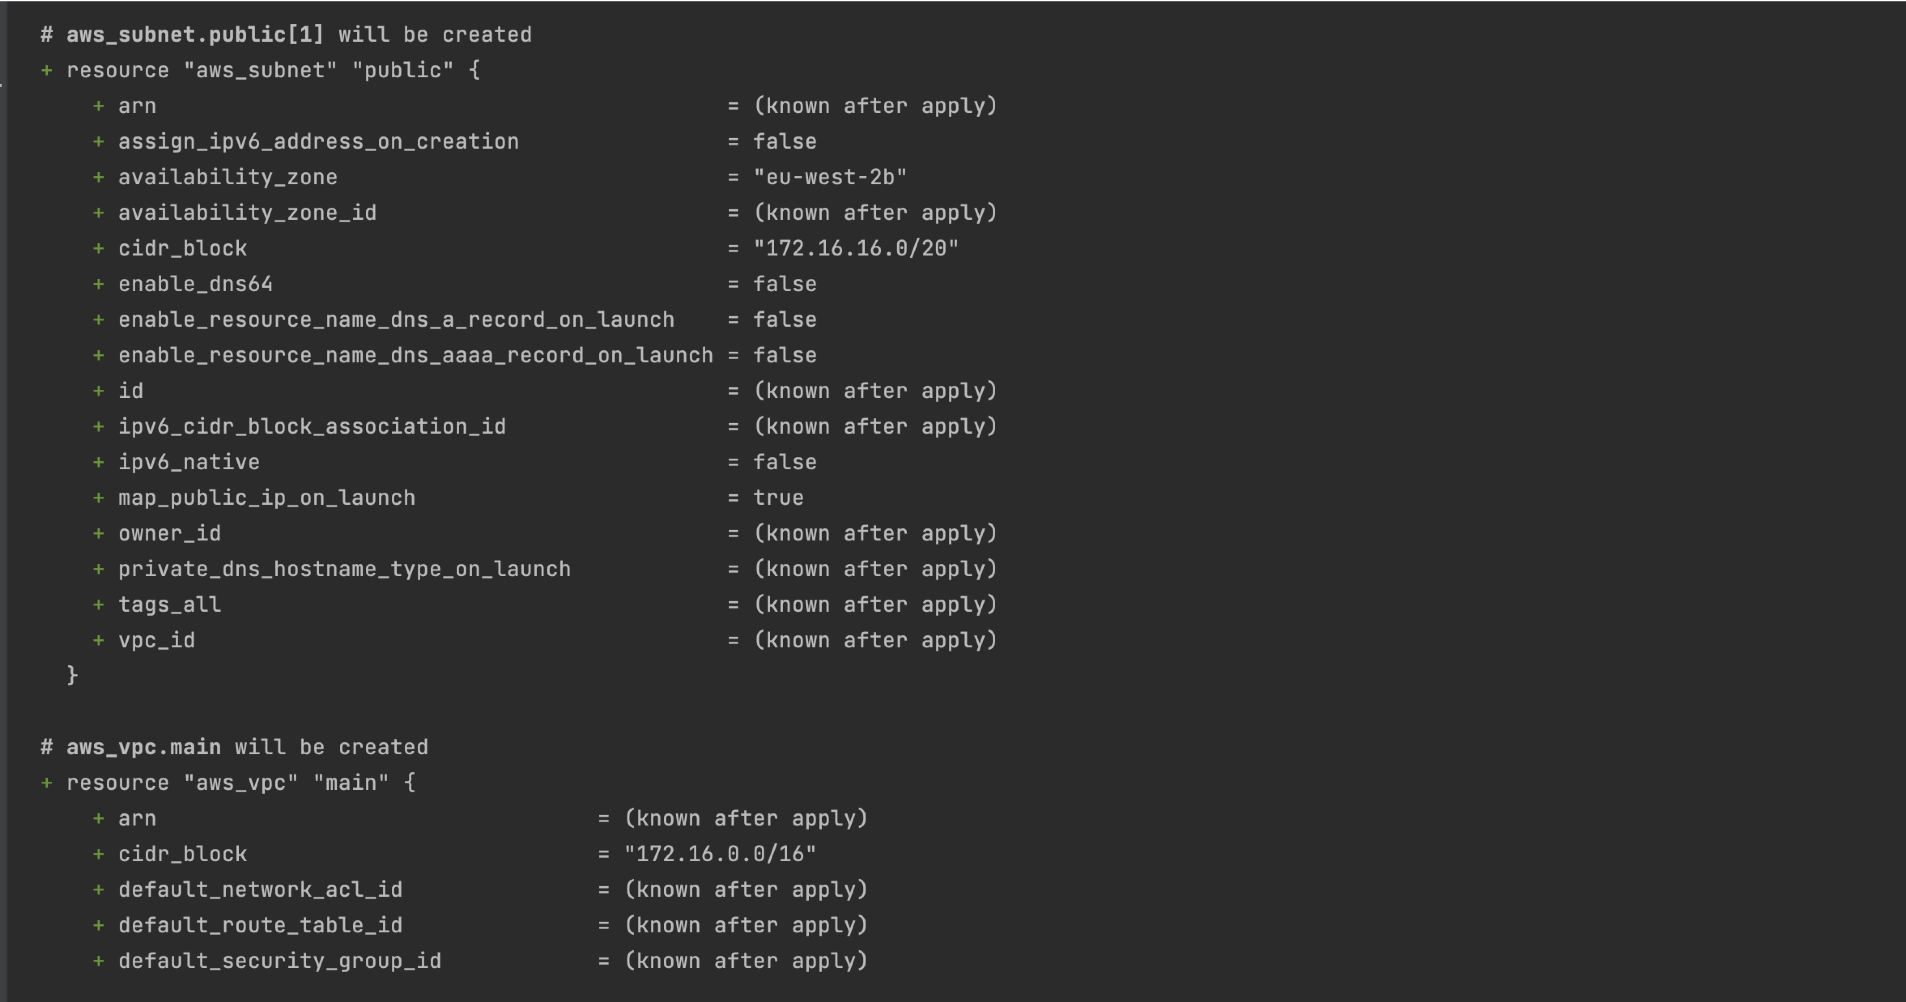 # aws_subnet.public[1] will be created
+ resource "aws_subnet" "public" {
+ arn = (known after apply)
+ assign_ipv6_address_on_creation = false
+ availability_zone = "eu-west-2b"
+ availability_zone_id = (known after apply)
+ cidr_block = "172.16.16.0/20"
+ enable_dns64 = false
+ enable_resource_name_dns_a_record_on_launch = false
+ enable_resource_name_dns_aaaa_record_on_launch = false
+ id = (known after apply)
+ ipv6_cidr_block_association_id = (known after apply)
+ ipv6_native = false
+ map_public_ip_on_launch = true
+ owner_id = (known after apply)
+ private_dns_hostname_type_on_launch = (known after apply)
+ tags_all = (known after apply)
+ vpc_id = (known after apply)
}
# aws_vpc.main will be created
+ resource "aws_vpc" "main" {
+ arn = (known after apply)
+ cidr_block = "172.16.0.0/16"
+ default_network_acl_id = (known after apply)
+ default_route_table_id = (known after apply)
+ default_security_group_id = (known after apply)